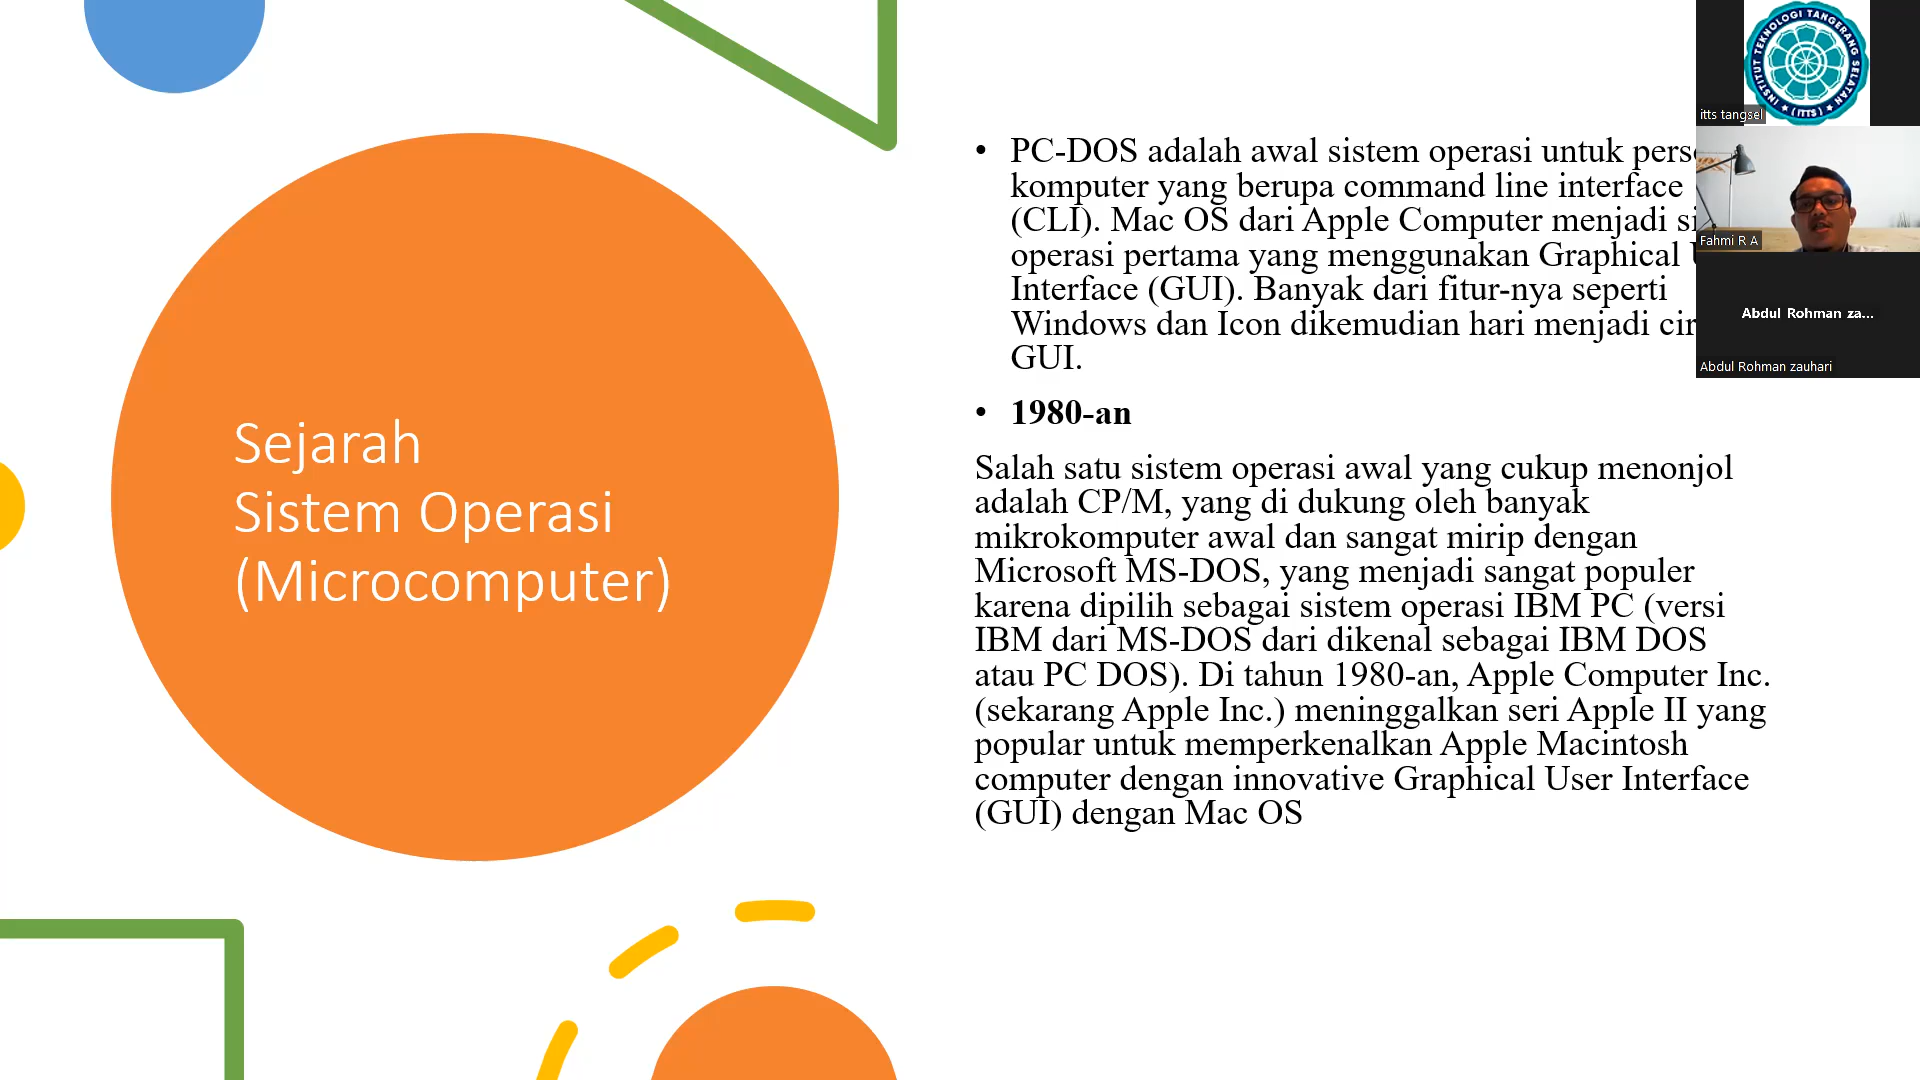 Sejarah
Sistem Operasi
(Microcomputer)
• PC-DOS adalah awal sistem operasi untuk
komputer yang berupa command line interface
(CLI). Mac OS dari Apple Computer menjadi
operasi pertama yang menggunakan Graphical
Interface (GUI). Banyak dari fitur-nya seperti
Windows dan Icon dikemudian hari menjadi
GUI.
• 1980-an
Salah satu sistem operasi awal yang cukup menonjol
adalah CP/M, yang di dukung oleh banyak
mikrokomputer awal dan sangat mirip dengan
Microsoft MS-DOS, yang menjadi sangat populer
karena dipilih sebagai sistem operasi IBM PC (versi
IBM dari MS-DOS dari dikenal sebagai IBM DOS
atau PC DOS). Di tahun 1980-an, Apple Computer Inc.
(sekarang Apple Inc.) meninggalkan seri Apple II yang
popular untuk memperkenalkan Apple Macintosh
computer dengan innovative Graphical User Interface
(GUI) dengan Mac OS
INSTITUT TEKNOLOGI TANGERANG SELATAN
(ITTS)
itts tangsel
Fahmi R A
Abdul Rohman za...
Abdul Rohman zauhari